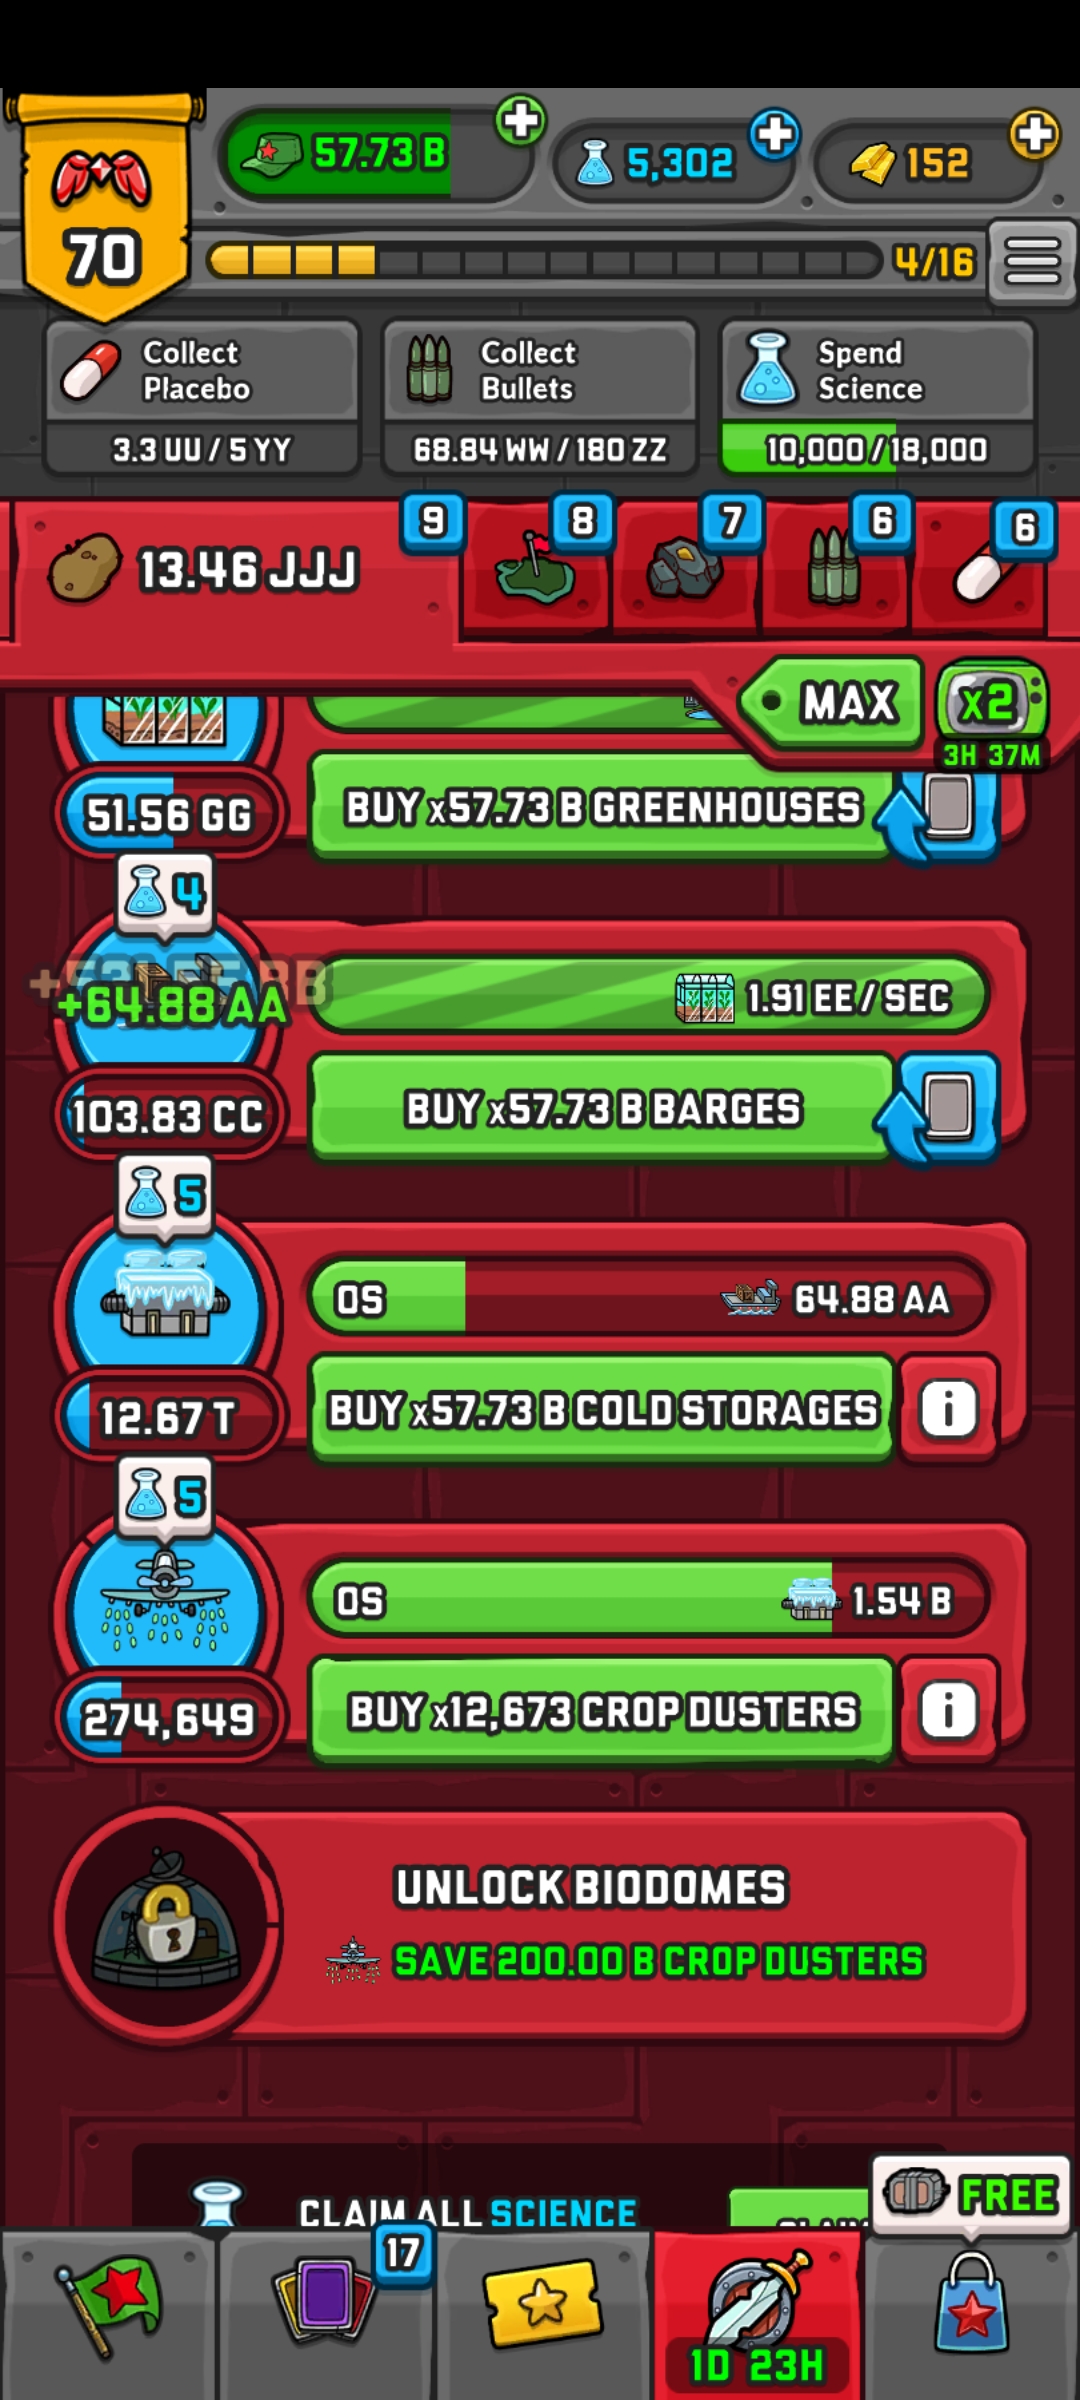 57.73 B
5,302
152
70
4/16
Collect
Placebo
3.3 UU / 5 YY
Collect
Bullets
68.84 WW / 180 ZZ
Spend
Science
10,000 / 18,000
13.46 JJJ
9
8
7
6
6
MAX
x2
3H 37M
51.56 GG
BUY x57.73 B GREENHOUSES
4
+64.88 AA
1.91 EE / SEC
103.83 CC
BUY x57.73 B BARGES
5
0S
64.88 AA
12.67 T
BUY x57.73 B COLD STORAGES
i
5
0S
1.54 B
274,649
BUY x12,673 CROP DUSTERS
i
UNLOCK BIODOMES
SAVE 200.00 B CROP DUSTERS
CLAIM ALL SCIENCE
FREE
17
1D 23H